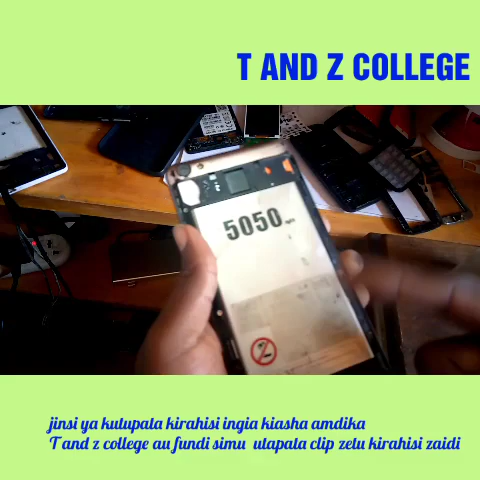 T AND Z COLLEGE
5050
jinsi ya kutupata kirahisi ingia kiasha amdika
T and z college au fundi simu utapata clip zetu kirahisi zaidi